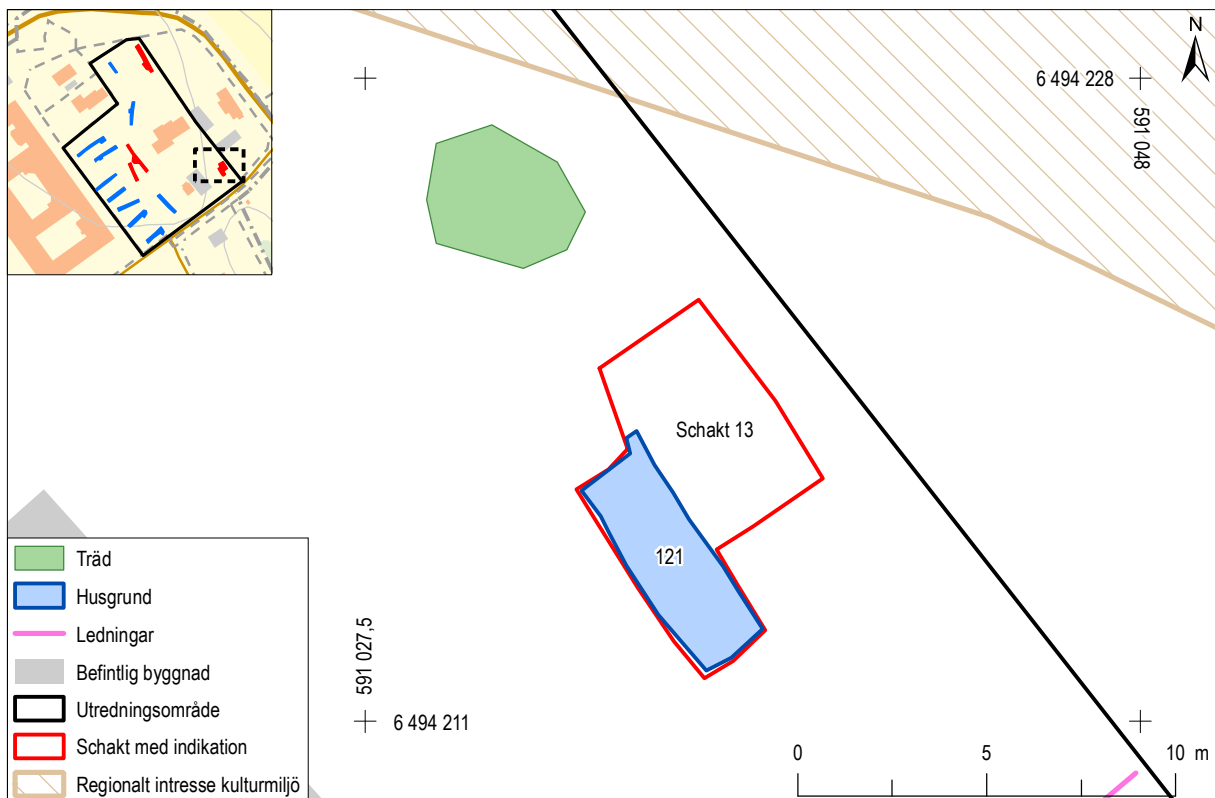 N
6 494 228
591 048
Schakt 13
121
591 027,5
6 494 211
Träd
Husgrund
Ledningar
Befintlig byggnad
Utredningsområde
Schakt med indikation
Regionalt intresse kulturmiljö
0 5 10 m